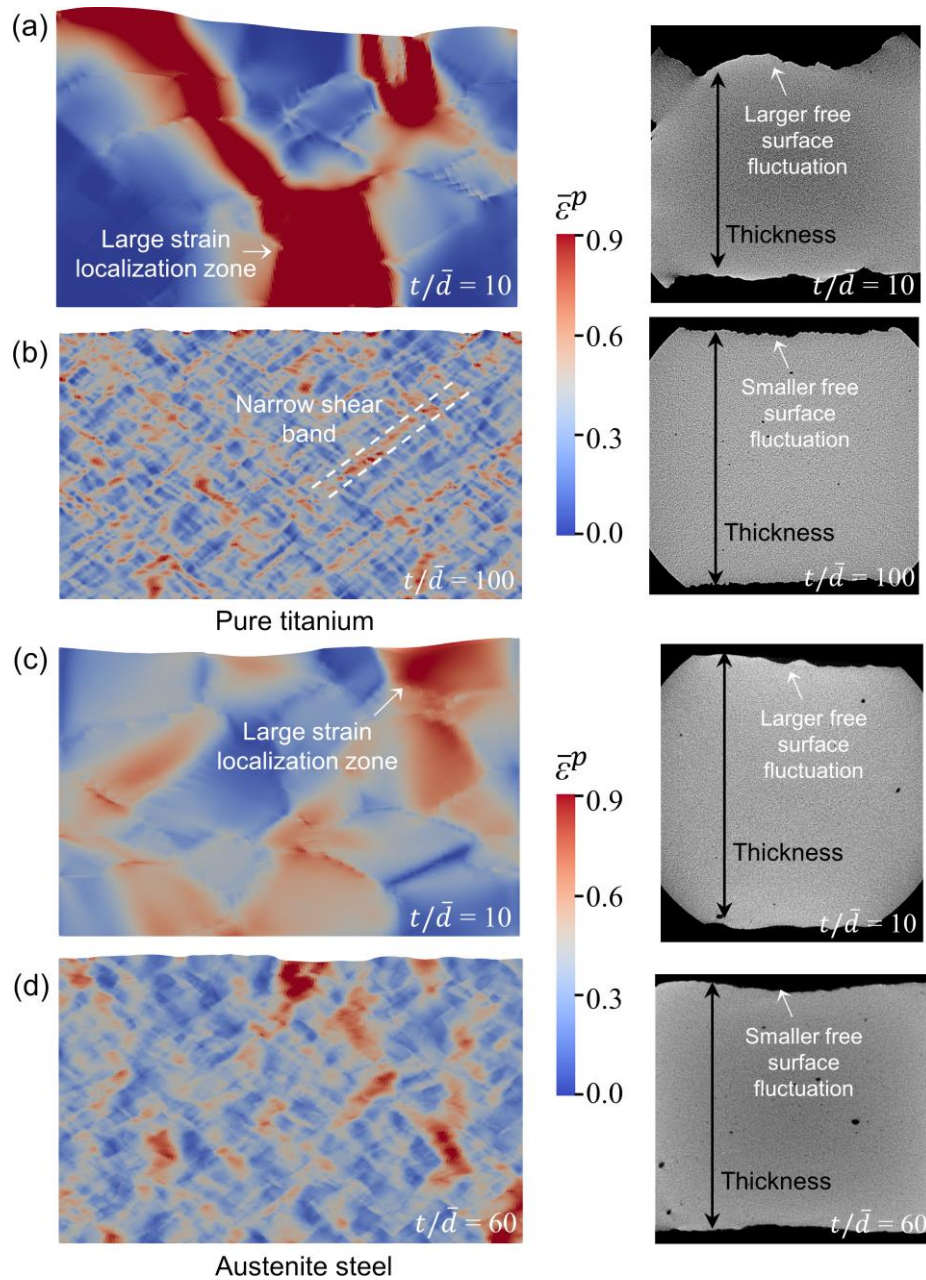 (a)
Large strain
localization zone
t/d̄ = 10
Larger free
surface
fluctuation
Thickness
t/d̄ = 10
ε̄ᵖ
0.9
0.6
0.3
0.0
(b)
Narrow shear
band
t/d̄ = 100
Smaller free
surface
fluctuation
Thickness
t/d̄ = 100
Pure titanium
(c)
Large strain
localization zone
t/d̄ = 10
Larger free
surface
fluctuation
Thickness
t/d̄ = 10
ε̄ᵖ
0.9
0.6
0.3
0.0
(d)
t/d̄ = 60
Smaller free
surface
fluctuation
Thickness
t/d̄ = 60
Austenite steel